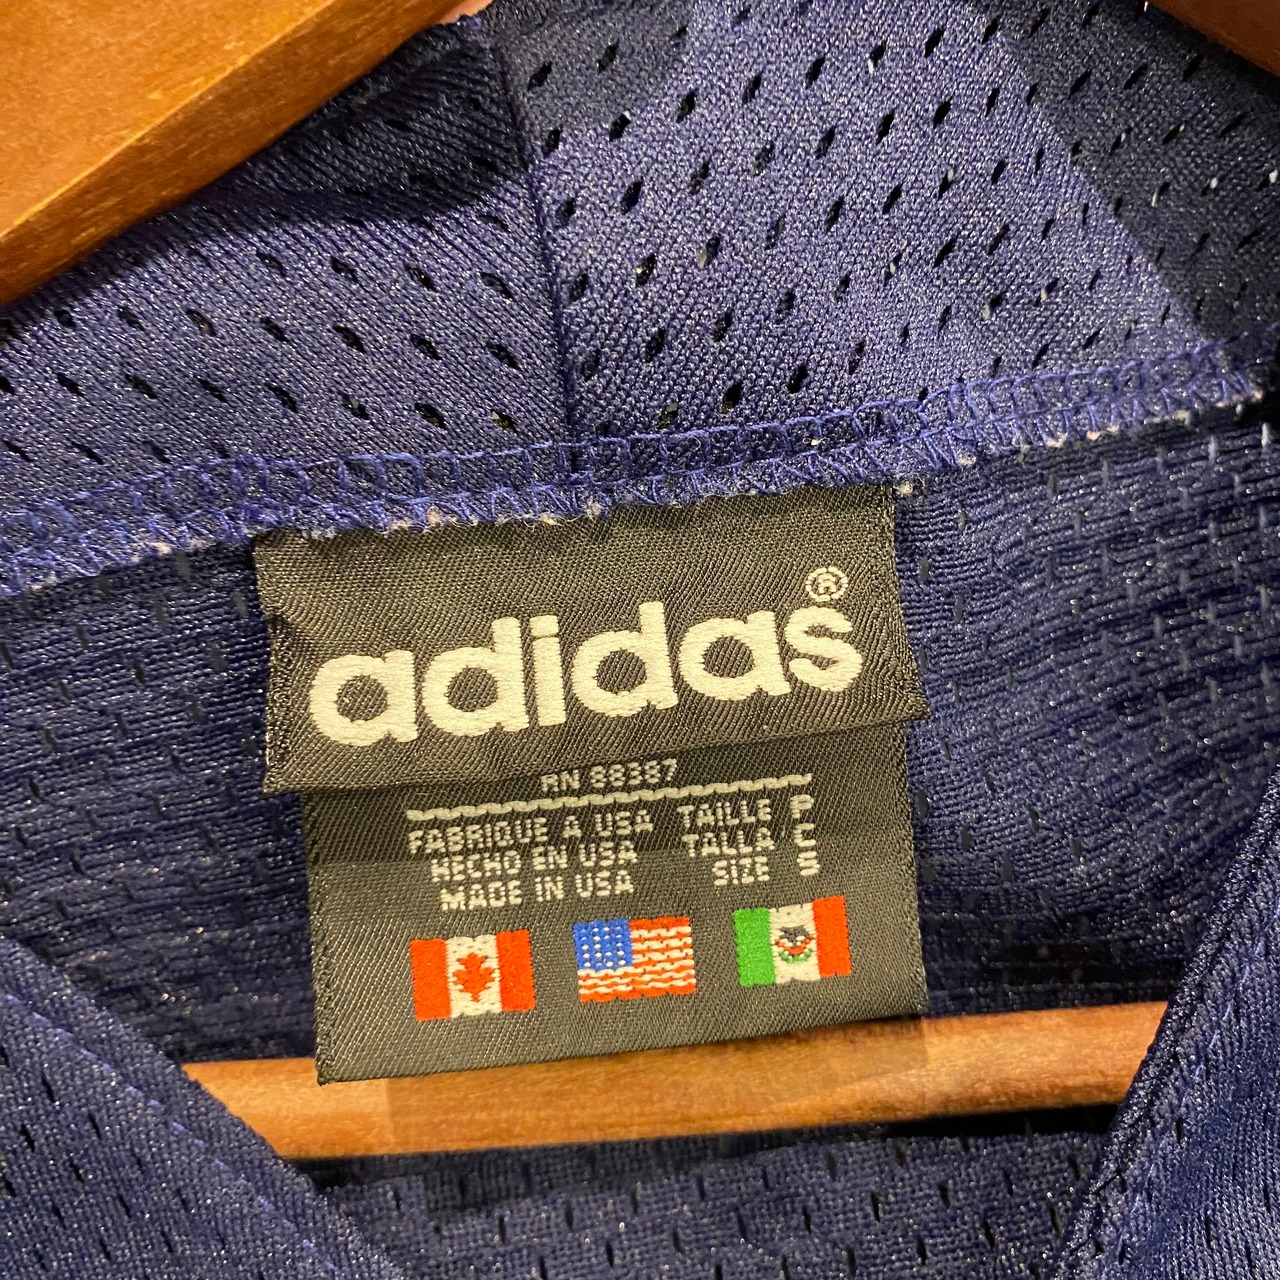 adidas®
RN 88387
FABRIQUE A USA TAILLE P
HECHO EN USA TALLA C
MADE IN USA SIZE S